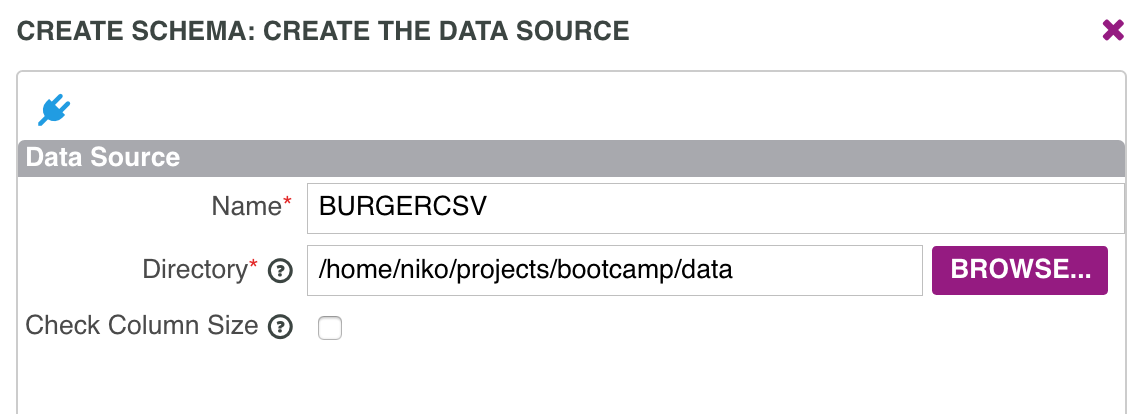 CREATE SCHEMA: CREATE THE DATA SOURCE
Data Source
Name* BURGERCSV
Directory* ? /home/niko/projects/bootcamp/data BROWSE...
Check Column Size ?